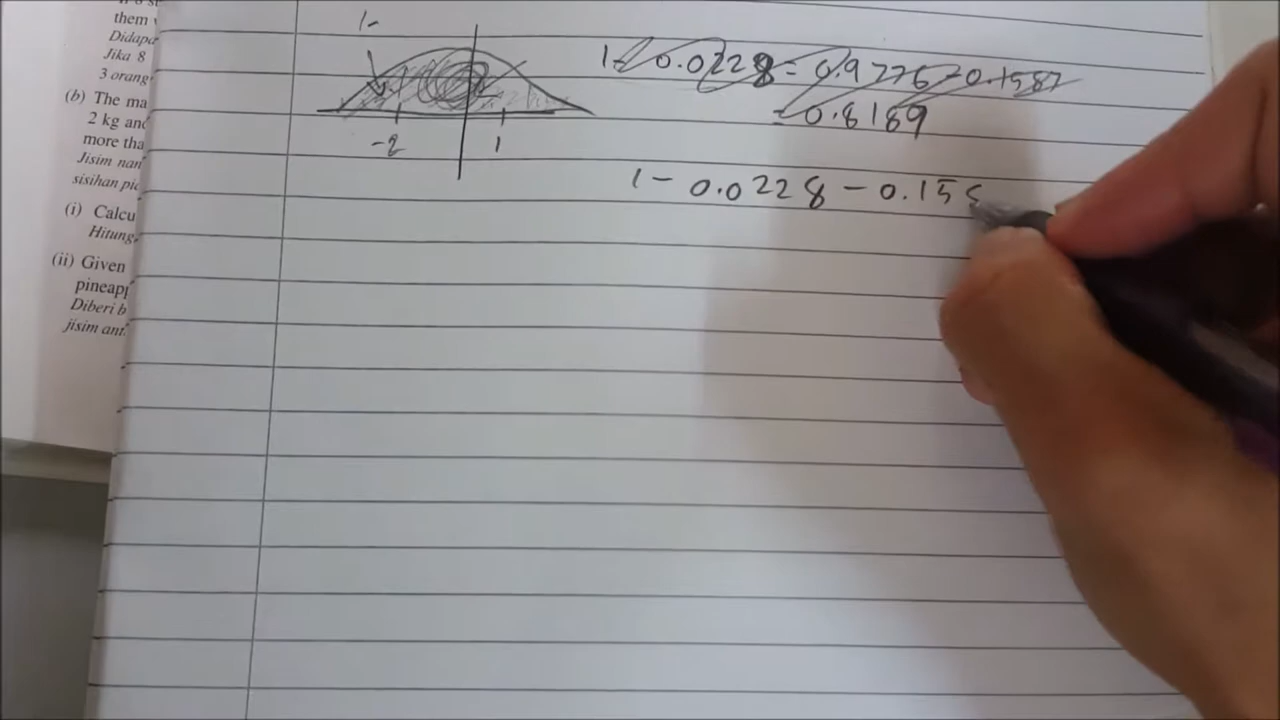 them
Didapa
Jika 8
3 orang
(b) The ma
2 kg and
more tha
Jisim nan
sisihan pia
(i) Calcu
Hitung
(ii) Given
pineapp
Diberi b
jisim ant
1-
-2 1
1 - 0.0228 = 0.9776 - 0.1587
= 0.8189
1 - 0.0228 - 0.15